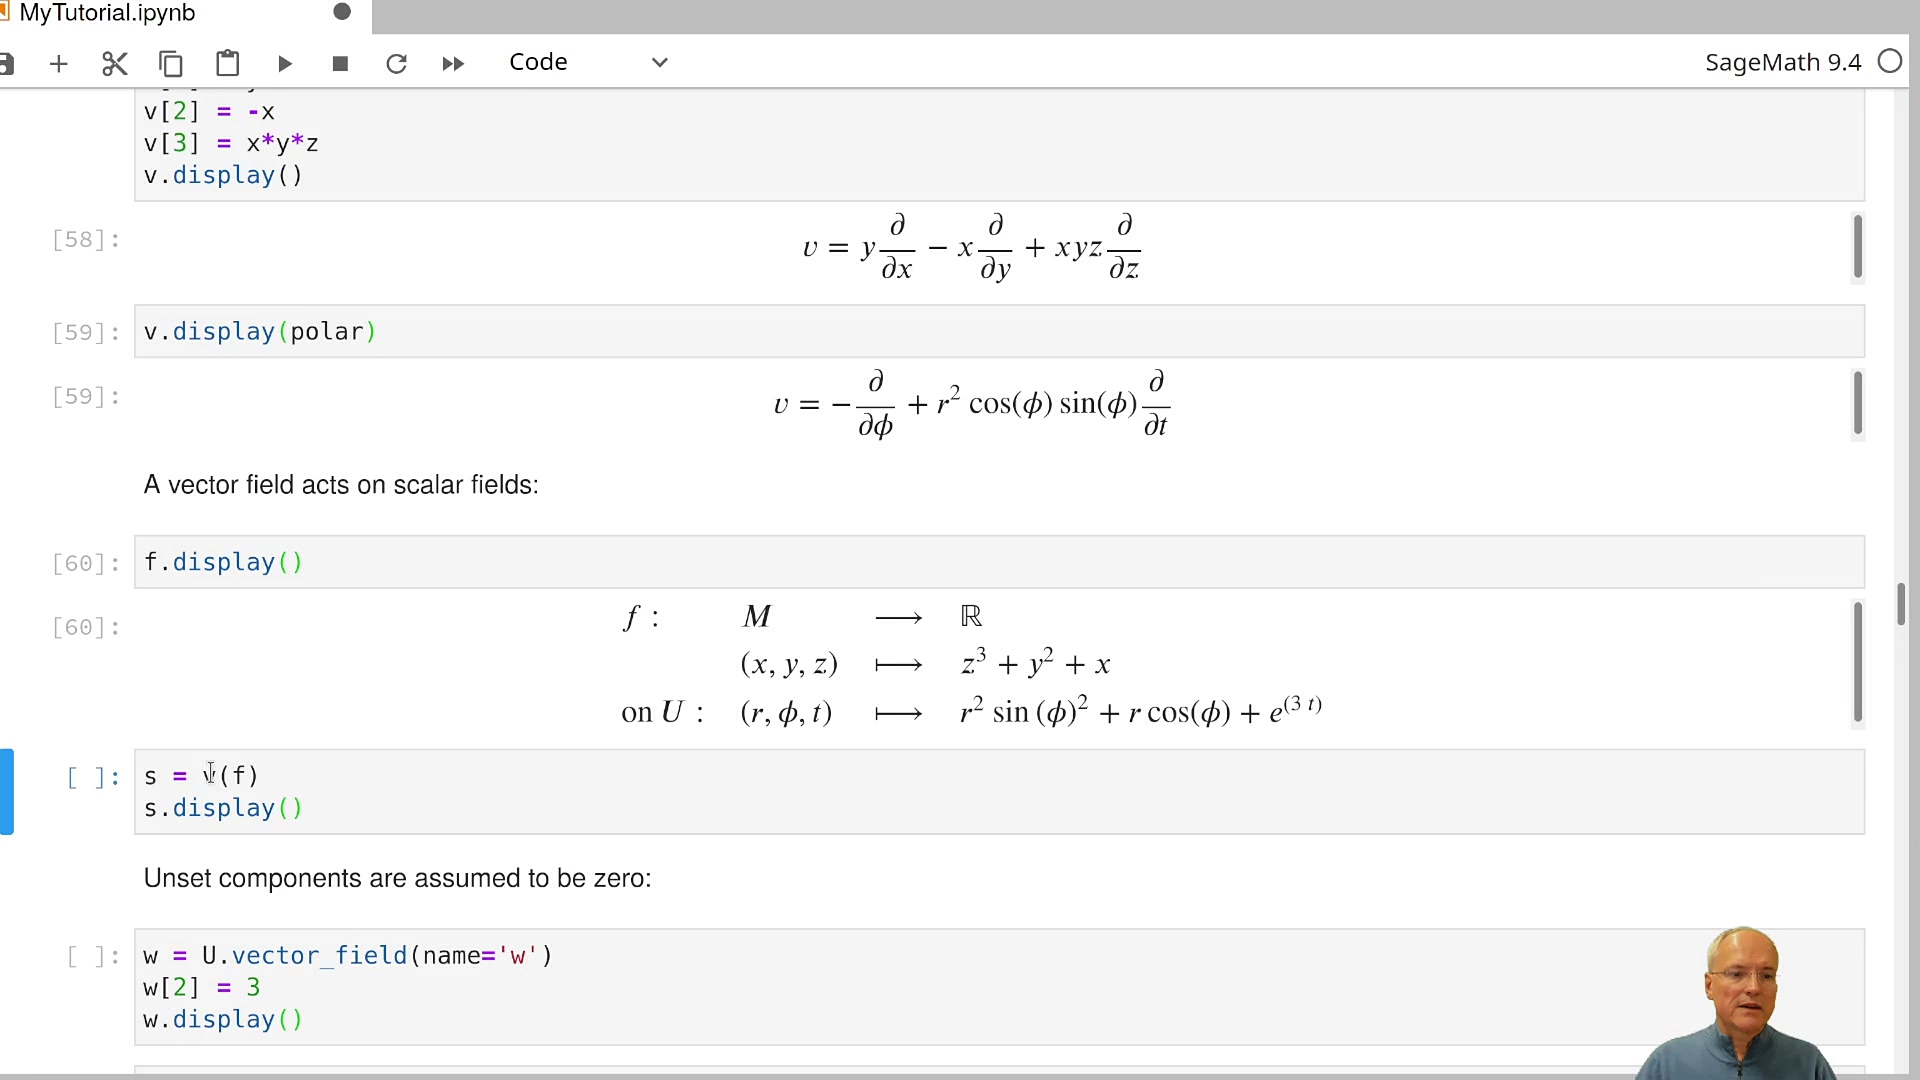 MyTutorial.ipynb
Code
SageMath 9.4
v[2] = -x
v[3] = x*y*z
v.display()
[58]: v = y ∂/∂x − x ∂/∂y + xyz ∂/∂z
[59]: v.display(polar)
[59]: v = − ∂/∂ϕ + r² cos(ϕ) sin(ϕ) ∂/∂t
A vector field acts on scalar fields:
[60]: f.display()
[60]: f : M ⟶ ℝ
(x, y, z) ⟼ z³ + y² + x
on U : (r, ϕ, t) ⟼ r² sin (ϕ)² + r cos(ϕ) + e^(3 t)
[ ]: s = v(f)
s.display()
Unset components are assumed to be zero:
[ ]: w = U.vector_field(name='w')
w[2] = 3
w.display()